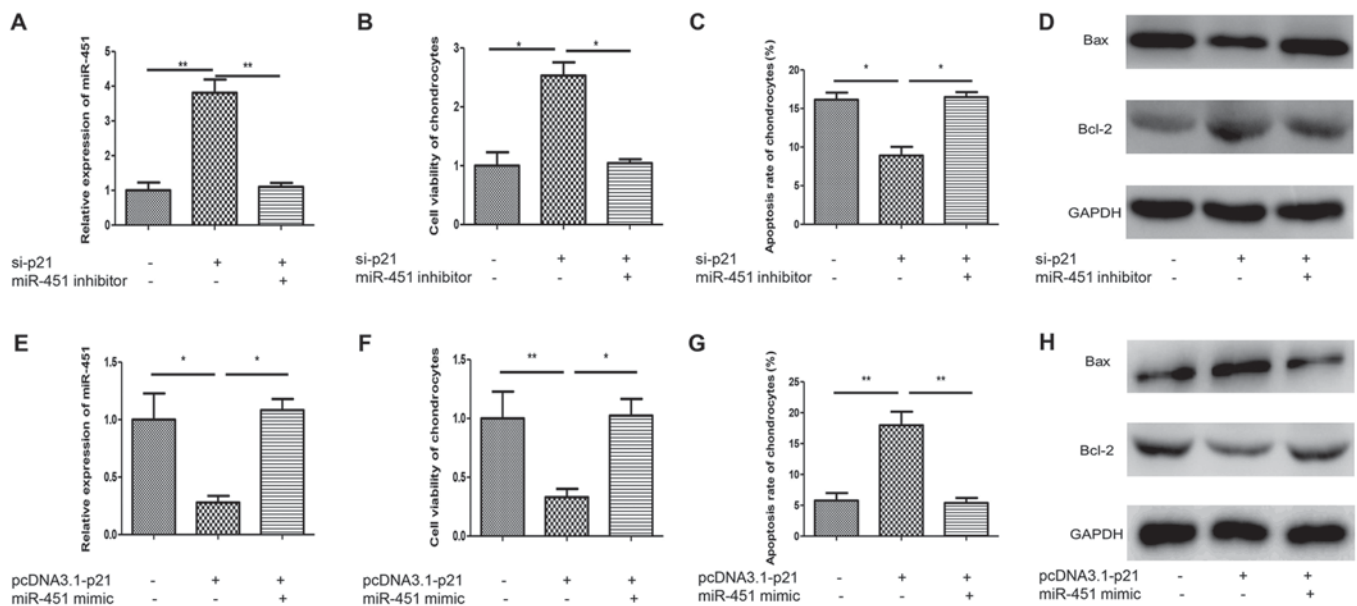 A
Relative expression of miR-451
5
4
3
2
1
0
** **
si-p21 - + +
miR-451 inhibitor - - +
B
Cell viability of chondrocytes
3
2
1
0
* *
si-p21 - + +
miR-451 inhibitor - - +
C
Apoptosis rate of chondrocytes (%)
20
15
10
5
0
* *
si-p21 - + +
miR-451 inhibitor - - +
D
Bax
Bcl-2
GAPDH
si-p21 - + +
miR-451 inhibitor - - +
E
Relative expression of miR-451
1.5
1.0
0.5
0.0
* *
pcDNA3.1-p21 - + +
miR-451 mimic - - +
F
Cell viability of chondrocytes
1.5
1.0
0.5
0.0
** *
pcDNA3.1-p21 - + +
miR-451 mimic - - +
G
Apoptosis rate of chondrocytes (%)
25
20
15
10
5
0
** **
pcDNA3.1-p21 - + +
miR-451 mimic - - +
H
Bax
Bcl-2
GAPDH
pcDNA3.1-p21 - + +
miR-451 mimic - - +